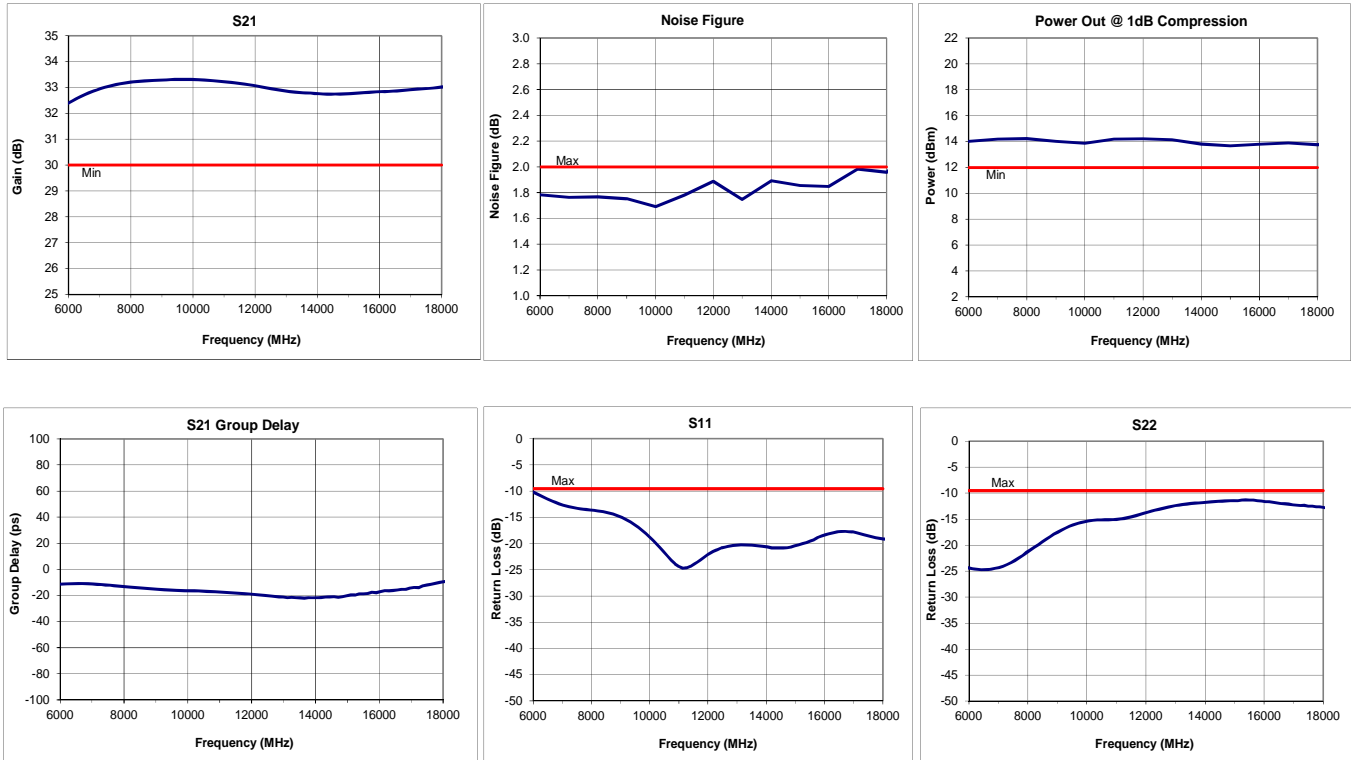 S21
Gain (dB)
35
34
33
32
31
30
29
28
27
26
25
Min
6000 8000 10000 12000 14000 16000 18000
Frequency (MHz)
Noise Figure
Noise Figure (dB)
3.0
2.8
2.6
2.4
2.2
2.0
1.8
1.6
1.4
1.2
1.0
Max
6000 8000 10000 12000 14000 16000 18000
Frequency (MHz)
Power Out @ 1dB Compression
Power (dBm)
22
20
18
16
14
12
10
8
6
4
2
Min
6000 8000 10000 12000 14000 16000 18000
Frequency (MHz)
S21 Group Delay
Group Delay (ps)
100
80
60
40
20
0
-20
-40
-60
-80
-100
6000 8000 10000 12000 14000 16000 18000
Frequency (MHz)
S11
Return Loss (dB)
0
-5
-10
-15
-20
-25
-30
-35
-40
-45
-50
Max
6000 8000 10000 12000 14000 16000 18000
Frequency (MHz)
S22
Return Loss (dB)
0
-5
-10
-15
-20
-25
-30
-35
-40
-45
-50
Max
6000 8000 10000 12000 14000 16000 18000
Frequency (MHz)